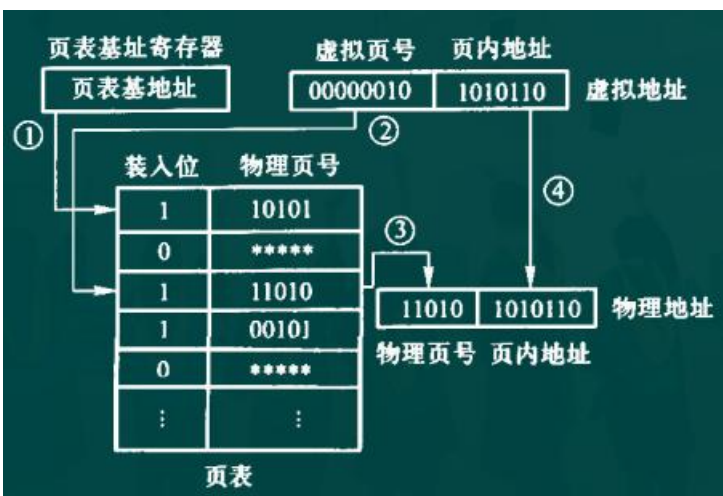 页表基址寄存器
虚拟页号 页内地址
页表基地址
00000010 1010110 虚拟地址
①
②
装入位 物理页号
④
1 10101
③
0 *****
1 11010
11010 1010110 物理地址
1 00101
物理页号 页内地址
0 *****
⋮ ⋮
页表